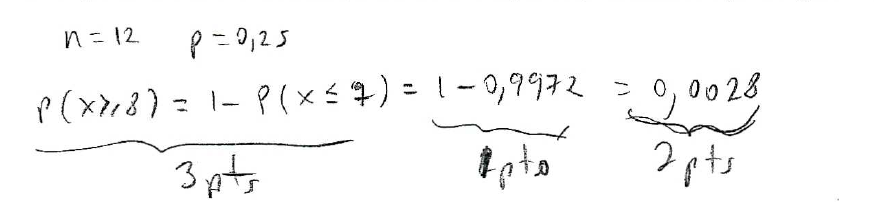 n = 12 p = 0,25
P(x ≥ 8) = 1 - P(x ≤ 7) = 1 - 0,9972 = 0,0028
3 pts 1 pto 2 pts